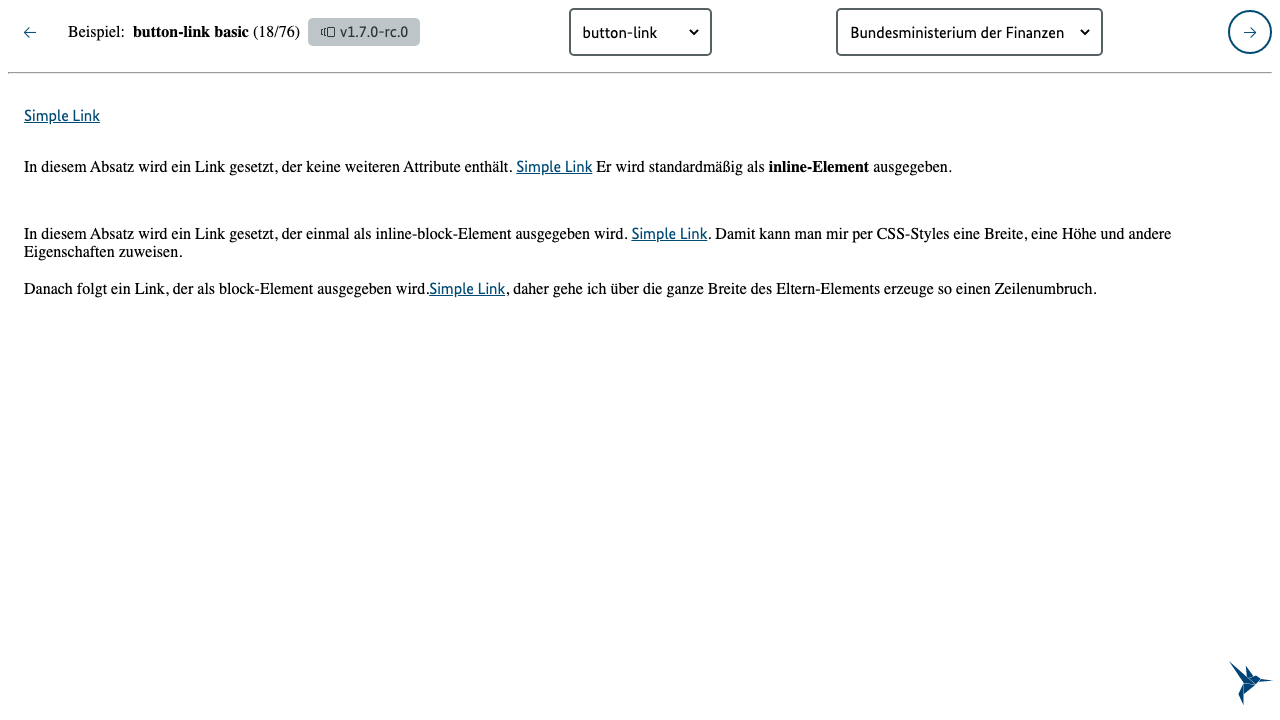 Beispiel: button-link basic (18/76) v1.7.0-rc.0 button-link Bundesministerium der Finanzen
Simple Link
In diesem Absatz wird ein Link gesetzt, der keine weiteren Attribute enthält. Simple Link Er wird standardmäßig als inline-Element ausgegeben.
In diesem Absatz wird ein Link gesetzt, der einmal als inline-block-Element ausgegeben wird. Simple Link. Damit kann man mir per CSS-Styles eine Breite, eine Höhe und andere
Eigenschaften zuweisen.
Danach folgt ein Link, der als block-Element ausgegeben wird.Simple Link, daher gehe ich über die ganze Breite des Eltern-Elements erzeuge so einen Zeilenumbruch.